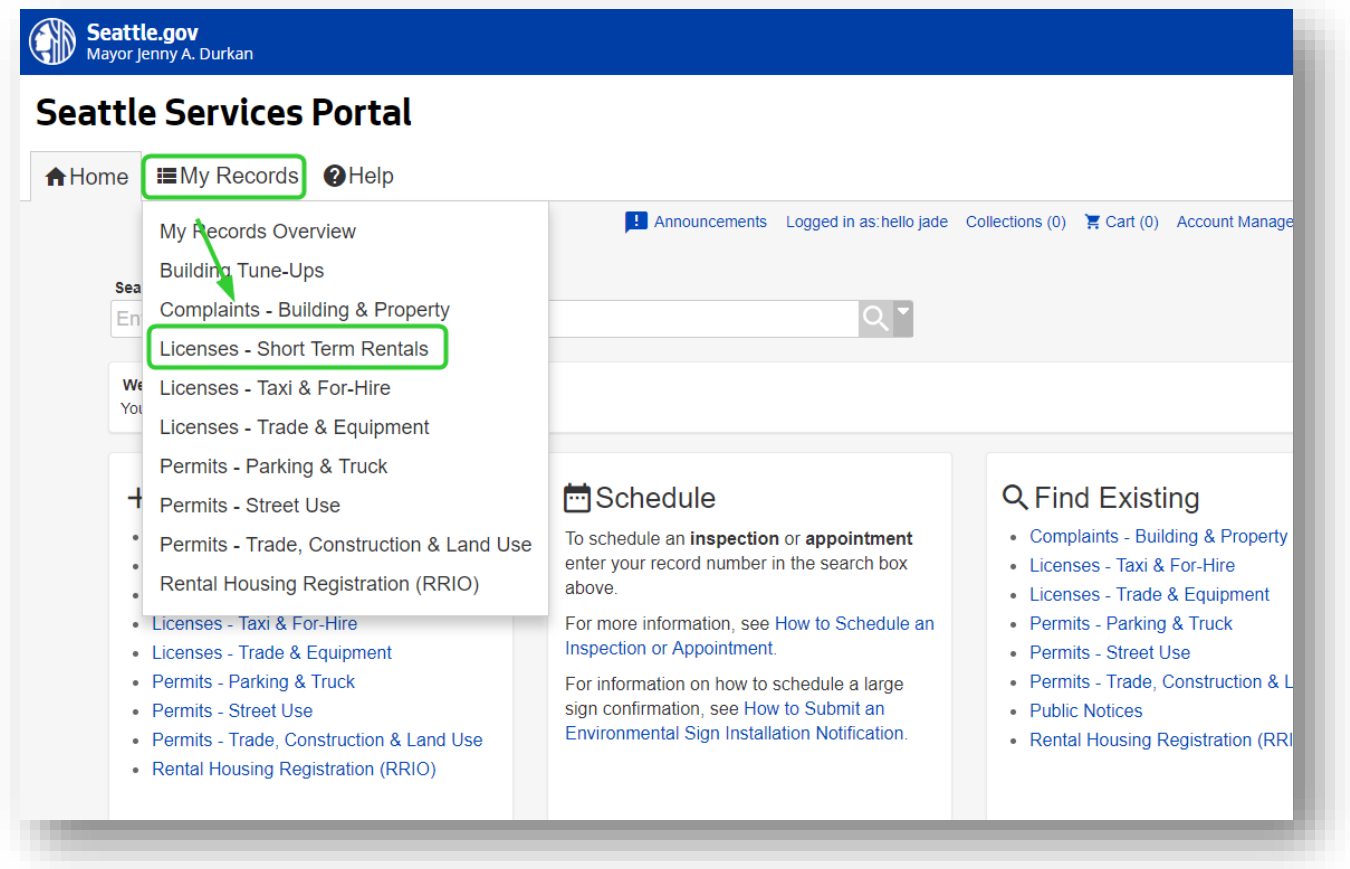 Seattle.gov
Mayor Jenny A. Durkan
Seattle Services Portal
Home My Records Help
Announcements Logged in as:hello jade Collections (0) Cart (0) Account Manage
My Records Overview
Building Tune-Ups
Complaints - Building & Property
Licenses - Short Term Rentals
Licenses - Taxi & For-Hire
Licenses - Trade & Equipment
Permits - Parking & Truck
Permits - Street Use
Permits - Trade, Construction & Land Use
Rental Housing Registration (RRIO)
Sea
En
We
You
Licenses - Taxi & For-Hire
Licenses - Trade & Equipment
Permits - Parking & Truck
Permits - Street Use
Permits - Trade, Construction & Land Use
Rental Housing Registration (RRIO)
Schedule
To schedule an inspection or appointment
enter your record number in the search box
above.
For more information, see How to Schedule an
Inspection or Appointment.
For information on how to schedule a large
sign confirmation, see How to Submit an
Environmental Sign Installation Notification.
Find Existing
Complaints - Building & Property
Licenses - Taxi & For-Hire
Licenses - Trade & Equipment
Permits - Parking & Truck
Permits - Street Use
Permits - Trade, Construction & L
Public Notices
Rental Housing Registration (RRI